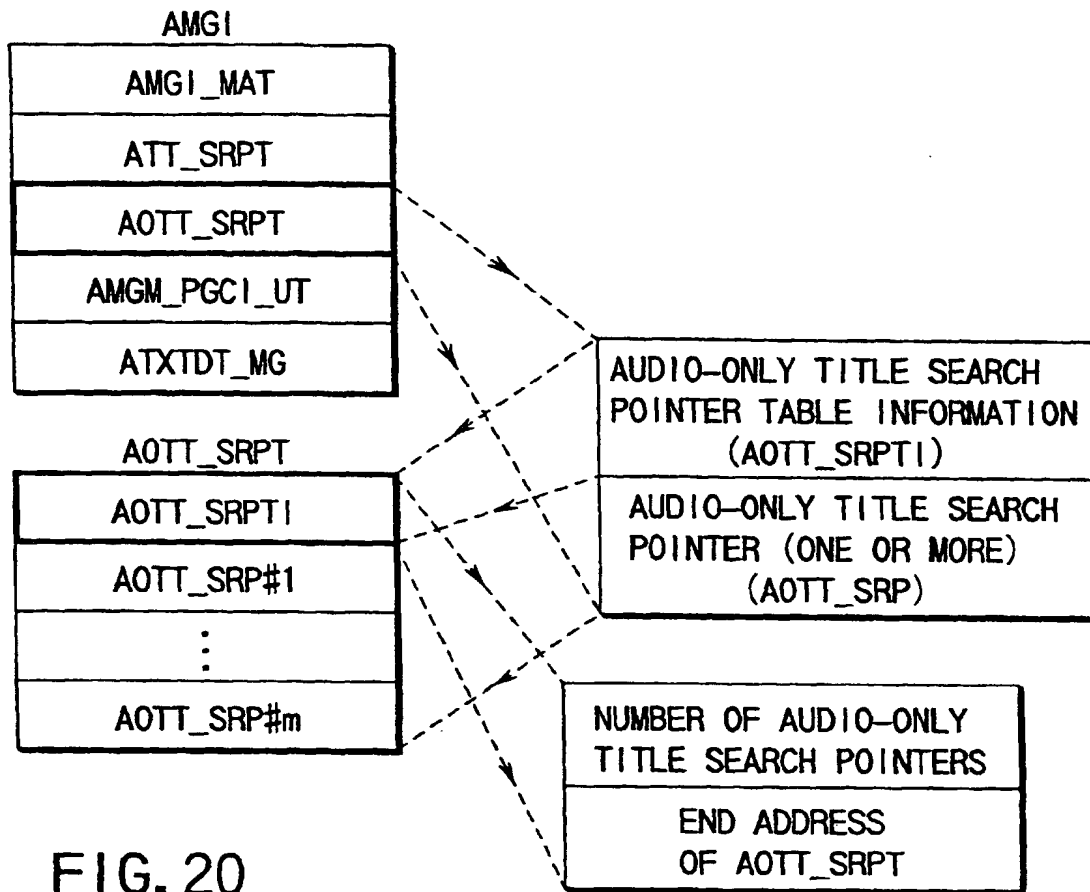 AMGI
AMGI_MAT
ATT_SRPT
AOTT_SRPT
AMGM_PGCI_UT
ATXTDT_MG
AUDIO-ONLY TITLE SEARCH
POINTER TABLE INFORMATION
(AOTT_SRPTI)
AUDIO-ONLY TITLE SEARCH
POINTER (ONE OR MORE)
(AOTT_SRP)
AOTT_SRPT
AOTT_SRPTI
AOTT_SRP#1
⋮
AOTT_SRP#m
NUMBER OF AUDIO-ONLY
TITLE SEARCH POINTERS
END ADDRESS
OF AOTT_SRPT
FIG. 20